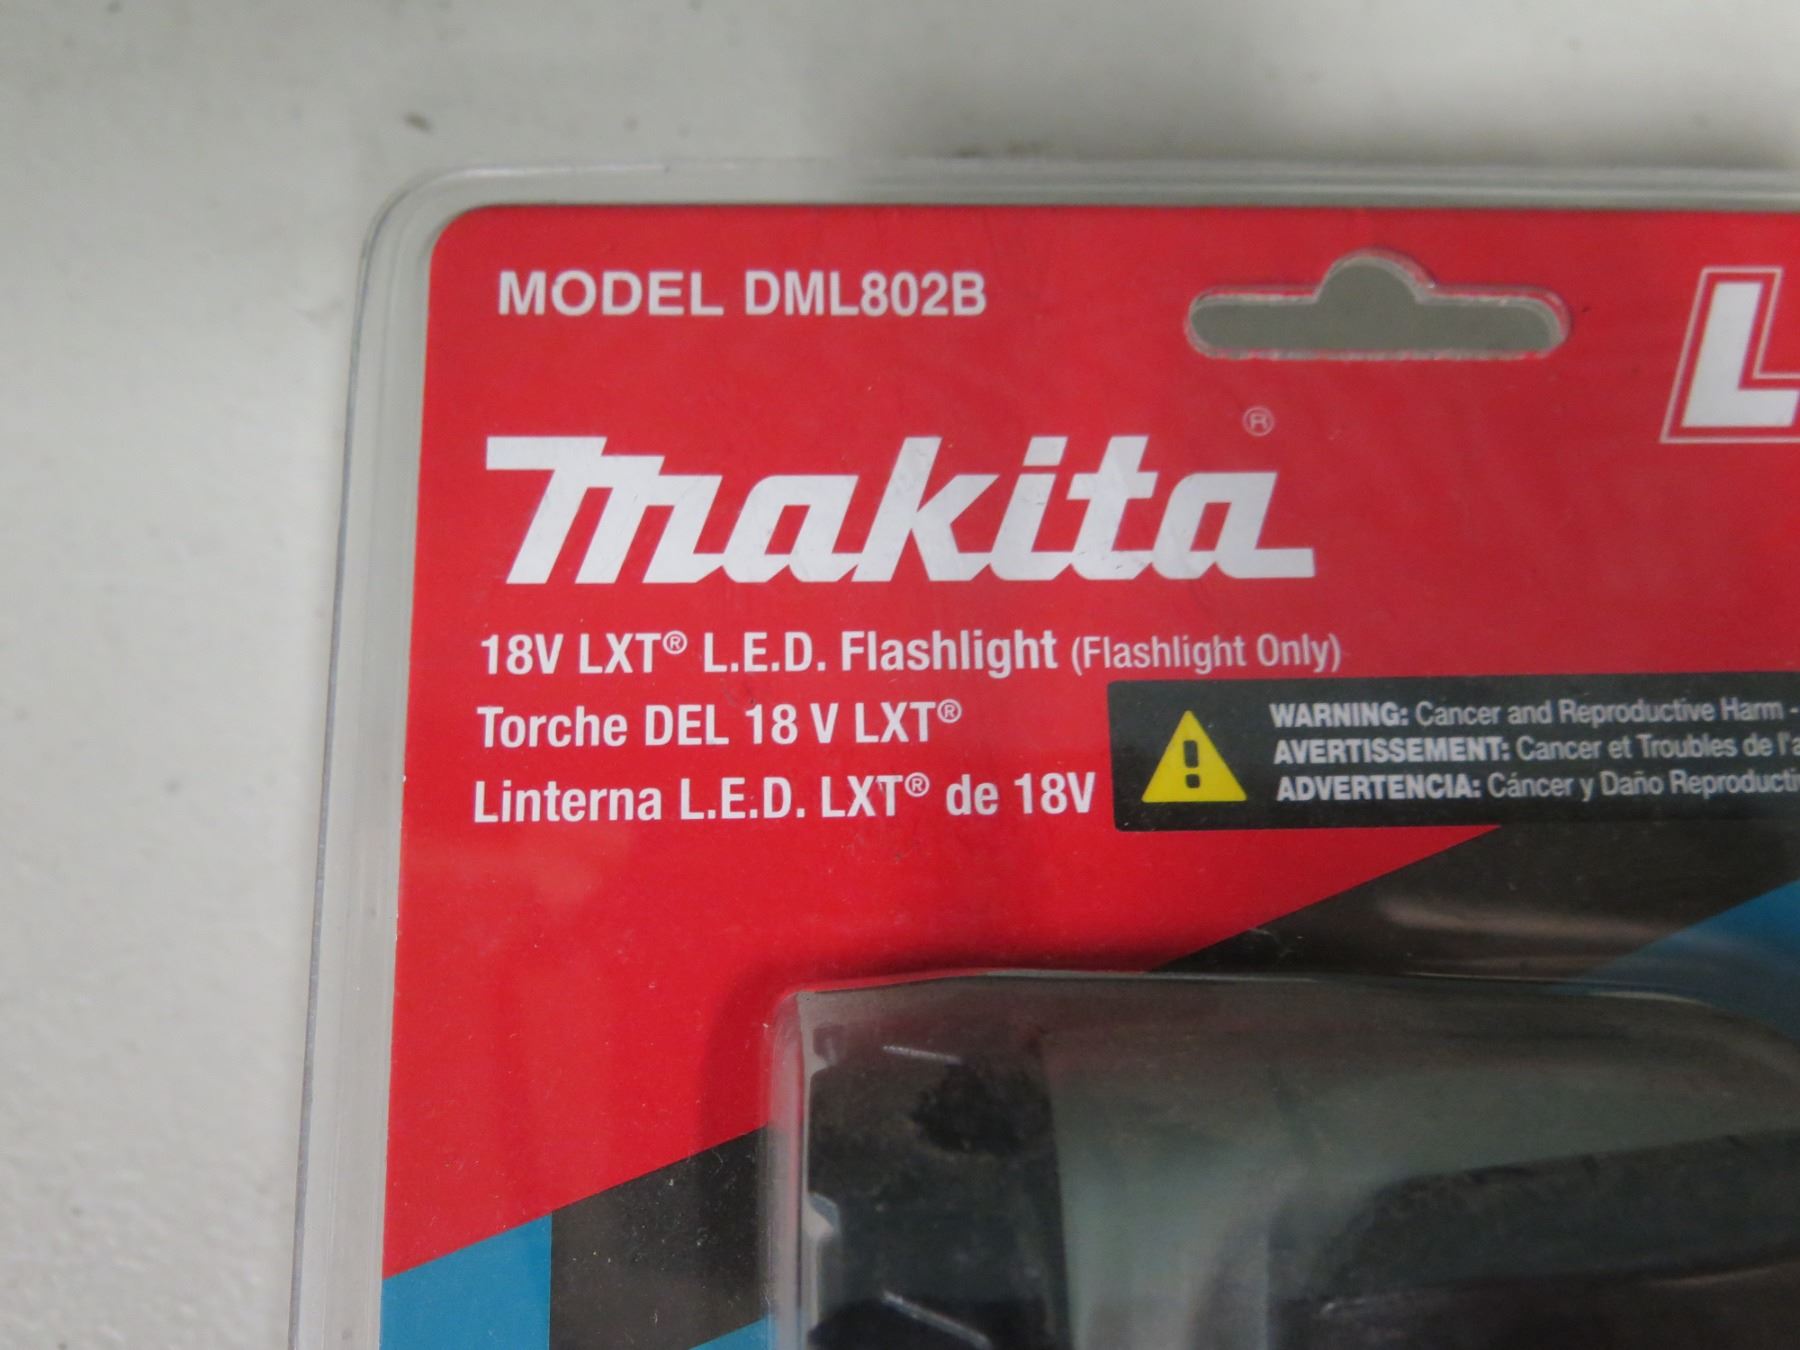 MODEL DML802B
L
makita®
18V LXT® L.E.D. Flashlight (Flashlight Only)
Torche DEL 18 V LXT®
Linterna L.E.D. LXT® de 18V
WARNING: Cancer and Reproductive Harm -
AVERTISSEMENT: Cancer et Troubles de l'a
ADVERTENCIA: Cáncer y Daño Reproducti